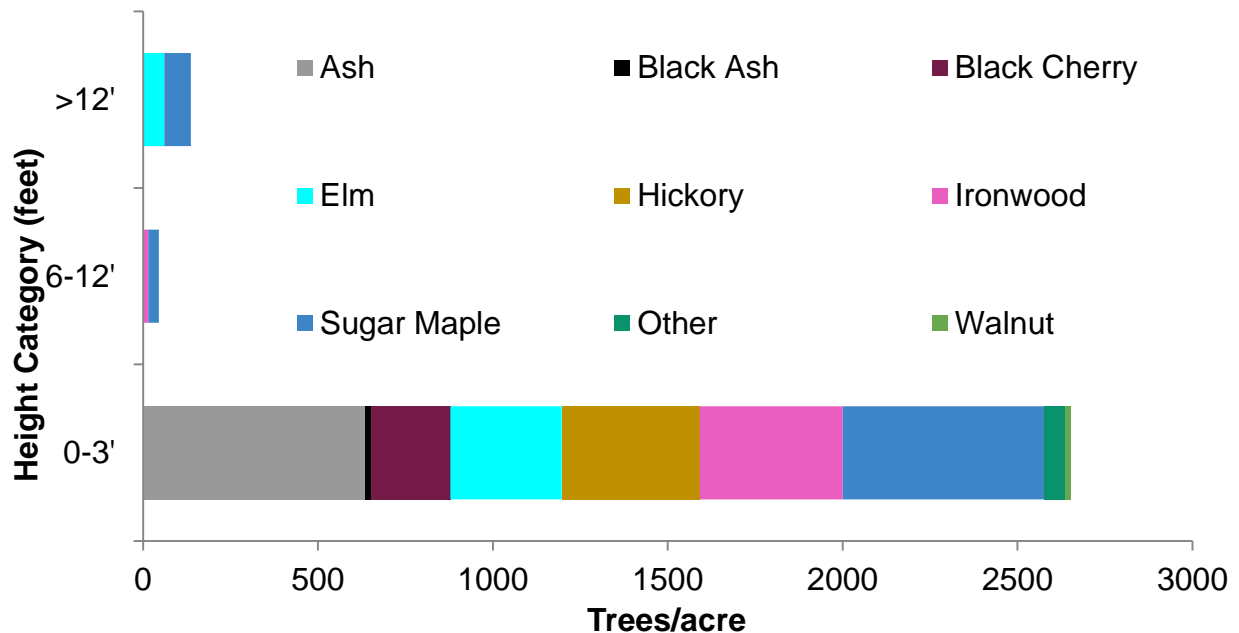 >12'
Ash
Black Ash
Black Cherry
Elm
Hickory
Ironwood
6-12'
Sugar Maple
Other
Walnut
0-3'
Height Category (feet)
0 500 1000 1500 2000 2500 3000
Trees/acre